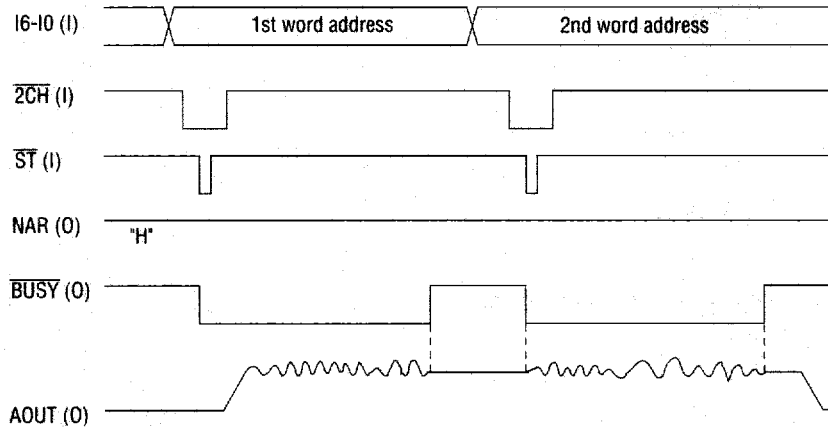 I6-I0 (I) 1st word address 2nd word address
2CH (I)
ST (I)
NAR (O) "H"
BUSY (O)
AOUT (O)